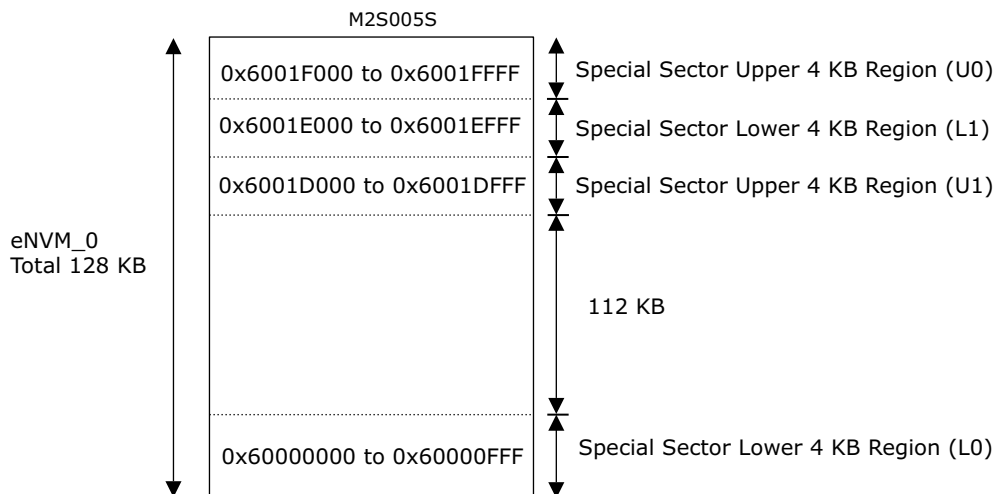 M2S005S
0x6001F000 to 0x6001FFFF
Special Sector Upper 4 KB Region (U0)
0x6001E000 to 0x6001EFFF
Special Sector Lower 4 KB Region (L1)
0x6001D000 to 0x6001DFFF
Special Sector Upper 4 KB Region (U1)
eNVM_0
Total 128 KB
112 KB
0x60000000 to 0x60000FFF
Special Sector Lower 4 KB Region (L0)